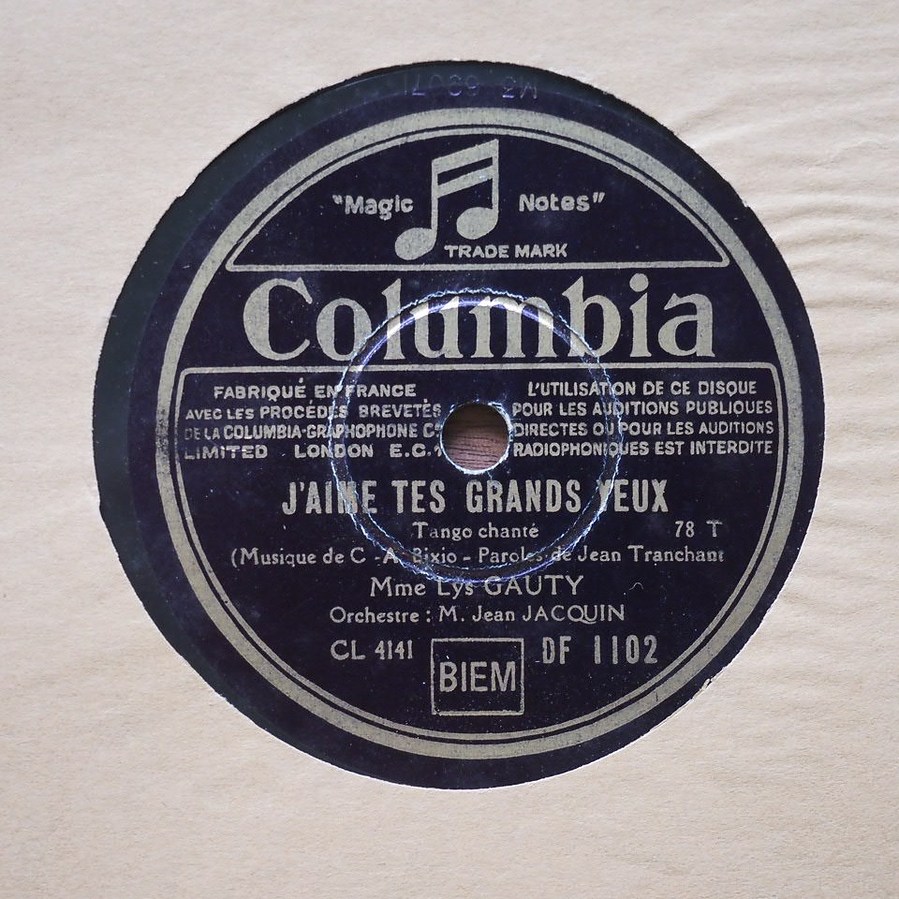 "Magic Notes"
TRADE MARK
Columbia
FABRIQUÉ EN FRANCE
AVEC LES PROCÉDÉS BREVETÉS
DE LA COLUMBIA-GRAPHOPHONE Cº
LIMITED LONDON E.C.1
L'UTILISATION DE CE DISQUE
POUR LES AUDITIONS PUBLIQUES
DIRECTES OU POUR LES AUDITIONS
RADIOPHONIQUES EST INTERDITE
J'AIME TES GRANDS YEUX
Tango chanté 78 T
(Musique de C - A. Bixio - Paroles de Jean Tranchant
Mme Lys GAUTY
Orchestre : M. Jean JACQUIN
CL 4141 BIEM DF 1102